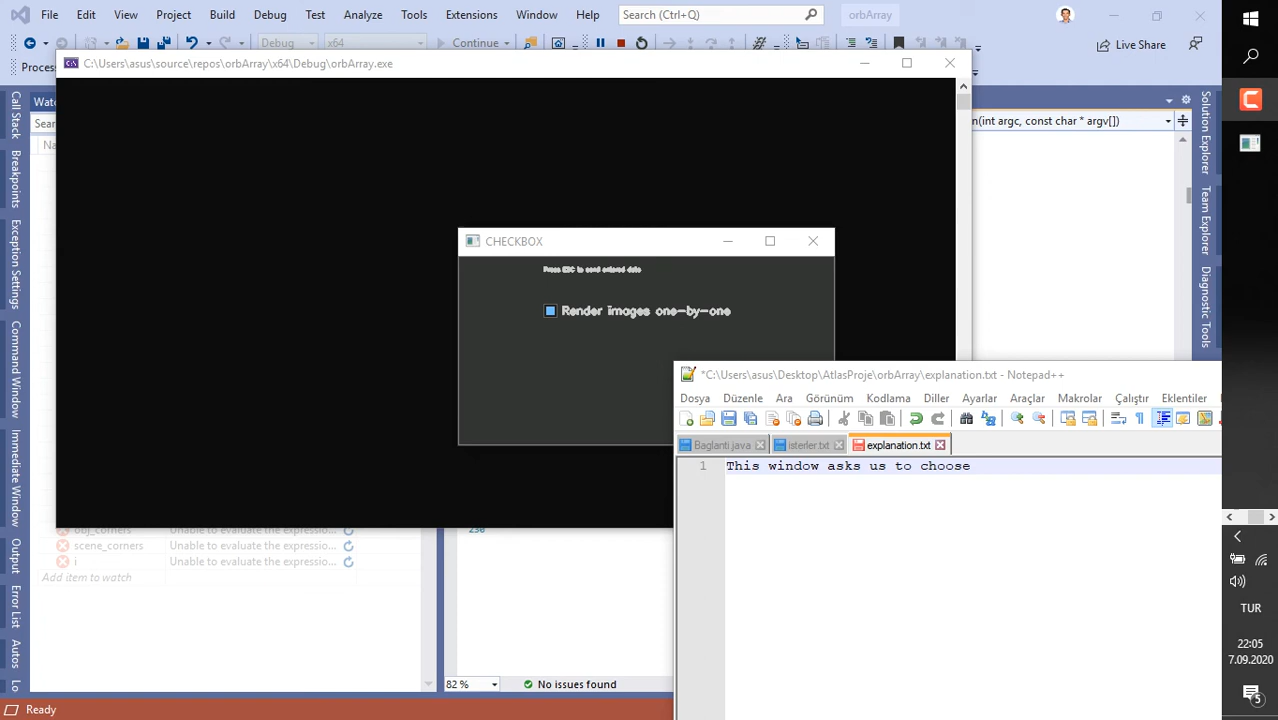 File Edit View Project Build Debug Test Analyze Tools Extensions Window Help Search (Ctrl+Q) orbArray
Debug x64 Continue Live Share
Proces
C:\Users\asus\source\repos\orbArray\x64\Debug\orbArray.exe
Watc
Sear
Na
n(int argc, const char * argv[])
Call Stack
Breakpoints
Exception Settings
Command Window
Immediate Window
Output
Error List
Autos
Lo
Solution Explorer
Team Explorer
Diagnostic Tools
CHECKBOX
Press ESC to send entered data
Render images one-by-one
*C:\Users\asus\Desktop\AtlasProje\orbArray\explanation.txt - Notepad++
Dosya Düzenle Ara Görünüm Kodlama Diller Ayarlar Araçlar Makrolar Çalıştır Eklentiler
Baglanti.java isterler.txt explanation.txt
1 This window asks us to choose
obj_corners Unable to evaluate the expressio...
scene_corners Unable to evaluate the expressio...
i Unable to evaluate the expressio...
Add item to watch
82 % No issues found
Ready
TUR
22:05
7.09.2020
5